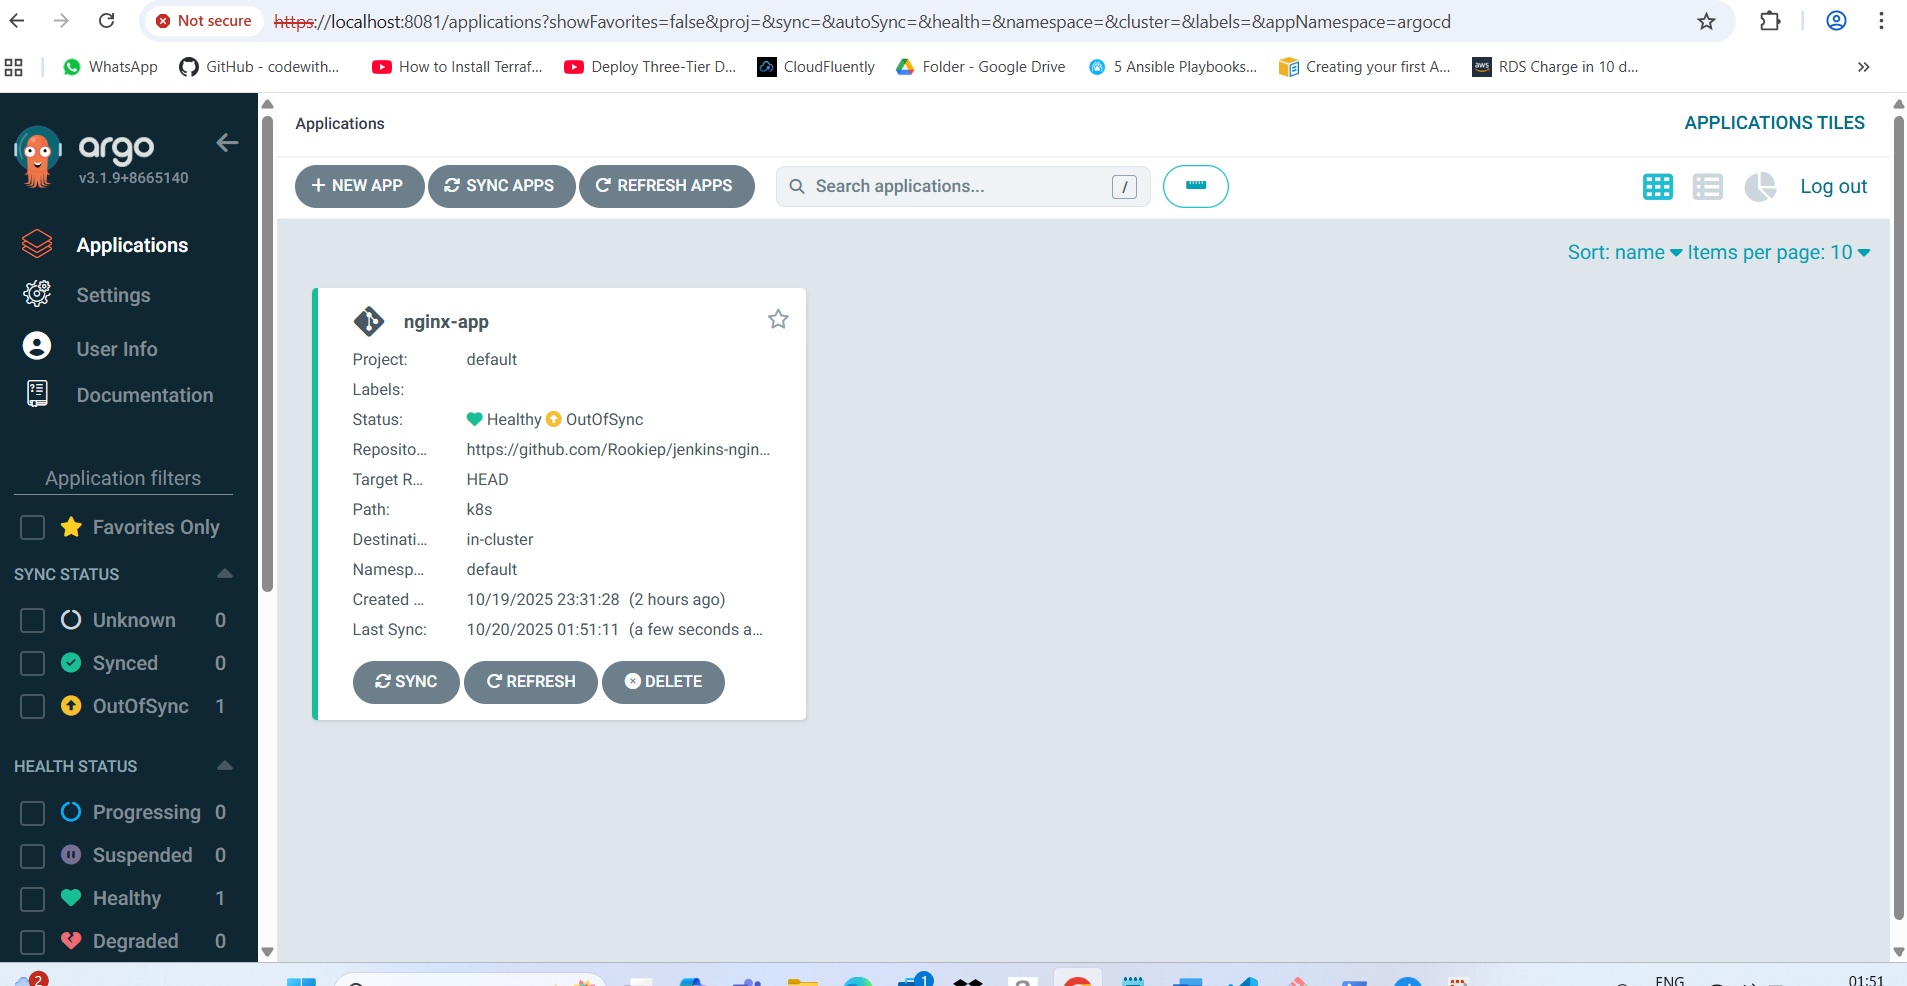 Not secure https://localhost:8081/applications?showFavorites=false&proj=&sync=&autoSync=&health=&namespace=&cluster=&labels=&appNamespace=argocd
WhatsApp GitHub - codewith... How to Install Terraf... Deploy Three-Tier D... CloudFluently Folder - Google Drive 5 Ansible Playbooks... Creating your first A... aws RDS Charge in 10 d... »
argo
v3.1.9+8665140
Applications
Settings
User Info
Documentation
Application filters
Favorites Only
SYNC STATUS
Unknown 0
Synced 0
OutOfSync 1
HEALTH STATUS
Progressing 0
Suspended 0
Healthy 1
Degraded 0
Applications
APPLICATIONS TILES
+ NEW APP SYNC APPS REFRESH APPS Search applications... / Log out
Sort: name Items per page: 10
nginx-app
Project: default
Labels:
Status: Healthy OutOfSync
Reposito... https://github.com/Rookiep/jenkins-ngin...
Target R... HEAD
Path: k8s
Destinati... in-cluster
Namesp... default
Created ... 10/19/2025 23:31:28 (2 hours ago)
Last Sync: 10/20/2025 01:51:11 (a few seconds a...
SYNC REFRESH DELETE
2 1 ENG 01:51